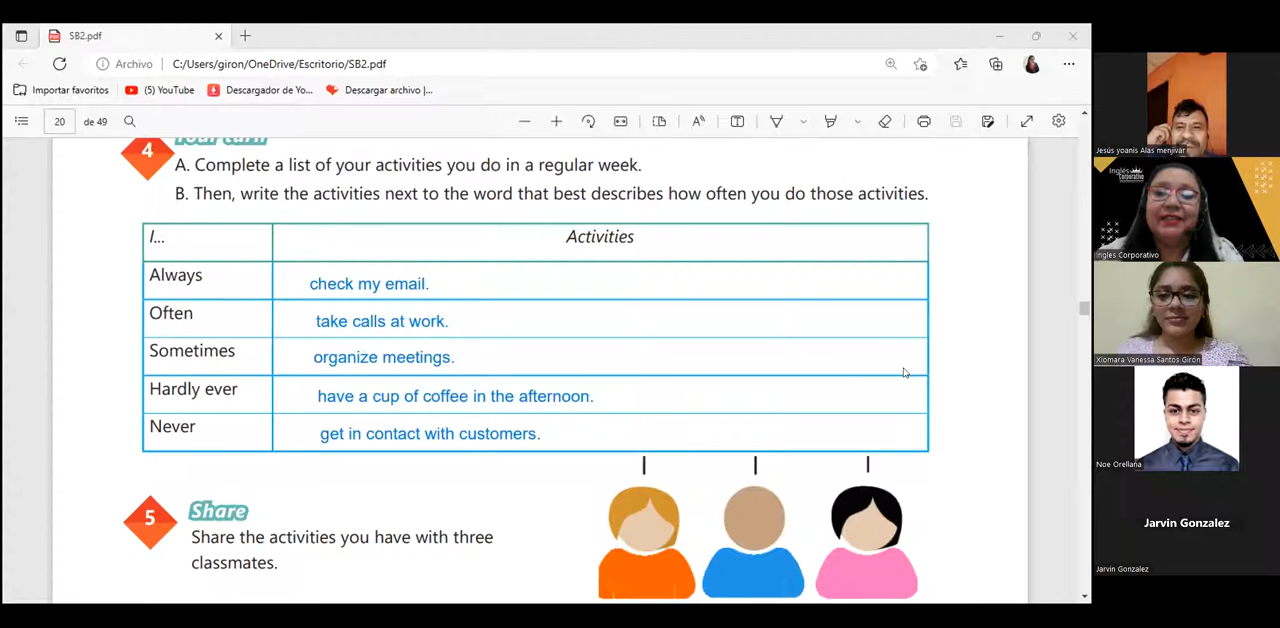 SB2.pdf
Archivo C:/Users/giron/OneDrive/Escritorio/SB2.pdf
Importar favoritos (5) YouTube Descargador de Yo... Descargar archivo |...
20 de 49
4 Your turn
A. Complete a list of your activities you do in a regular week.
B. Then, write the activities next to the word that best describes how often you do those activities.
I... Activities
Always check my email.
Often take calls at work.
Sometimes organize meetings.
Hardly ever have a cup of coffee in the afternoon.
Never get in contact with customers.
5 Share
Share the activities you have with three
classmates.
Jesús yoanis Alas menjivar
Inglés
Corporativo
Ingles Corporativo
Xiomara Vanessa Santos Girón
Noe Orellana
Jarvin Gonzalez
Jarvin Gonzalez